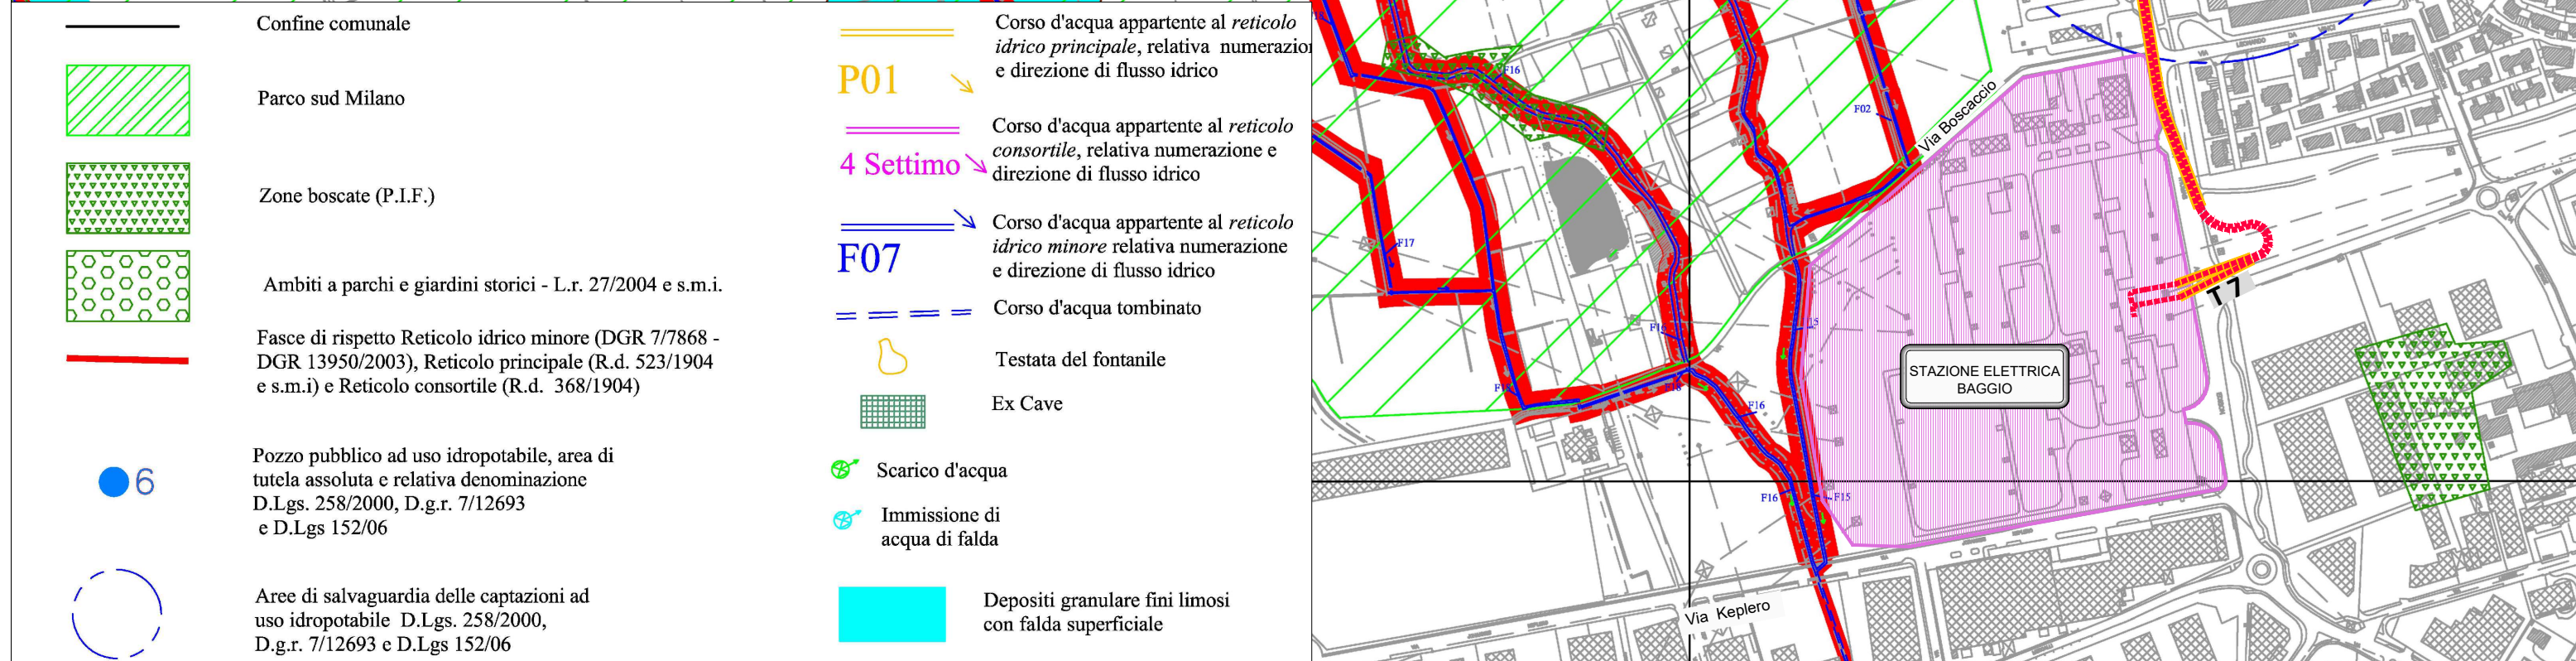 Confine comunale
Parco sud Milano
Zone boscate (P.I.F.)
Ambiti a parchi e giardini storici - L.r. 27/2004 e s.m.i.
Fasce di rispetto Reticolo idrico minore (DGR 7/7868 -
DGR 13950/2003), Reticolo principale (R.d. 523/1904
e s.m.i) e Reticolo consortile (R.d. 368/1904)
6
Pozzo pubblico ad uso idropotabile, area di
tutela assoluta e relativa denominazione
D.Lgs. 258/2000, D.g.r. 7/12693
e D.Lgs 152/06
Aree di salvaguardia delle captazioni ad
uso idropotabile D.Lgs. 258/2000,
D.g.r. 7/12693 e D.Lgs 152/06
P01
Corso d'acqua appartente al reticolo
idrico principale, relativa numerazion
e direzione di flusso idrico
4 Settimo
Corso d'acqua appartente al reticolo
consortile, relativa numerazione e
direzione di flusso idrico
F07
Corso d'acqua appartente al reticolo
idrico minore relativa numerazione
e direzione di flusso idrico
Corso d'acqua tombinato
Testata del fontanile
Ex Cave
Scarico d'acqua
Immissione di
acqua di falda
Depositi granulare fini limosi
con falda superficiale
VIA LEONARDO DA VINCI
F16
F02
Via Boscaccio
F17
15
T 7
STAZIONE ELETTRICA
BAGGIO
F16
F16
F15
Via Keplero